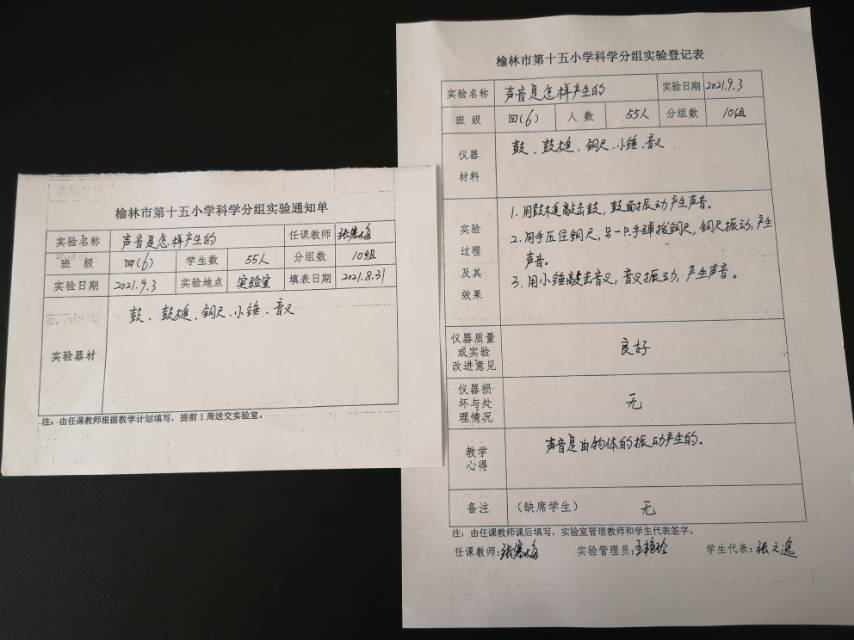 榆林市第十五小学科学分组实验通知单
实验名称 声音是怎样产生的 任课教师 张寒梅
班 级 四(6) 学生数 55人 分组数 10组
实验日期 2021.9.3 实验地点 实验室 填表日期 2021.8.31
实验器材 鼓、鼓槌、钢尺、小锤、音叉
注:由任课教师根据教学计划填写,提前1周送交实验室。
榆林市第十五小学科学分组实验登记表
实验名称 声音是怎样产生的 实验日期 2021.9.3
班 级 四(6) 人 数 55人 分组数 10组
仪器
材料
鼓、鼓槌、钢尺、小锤、音叉
实验
过程
及其
效果
1. 用鼓槌敲击鼓,鼓面振动产生声音。
2. 用手压住钢尺,另一只手拨钢尺,钢尺振动,产生
声音。
3. 用小锤敲击音叉,音叉振动,产生声音。
仪器质量
或实验
改进意见
良好
仪器损
坏与处
理情况
无
教学
心得
声音是由物体的振动产生的。
备注 (缺席学生) 无
注:由任课教师课后填写,实验室管理教师和学生代表签字。
任课教师:张寒梅 实验管理员: 学生代表:张文逸